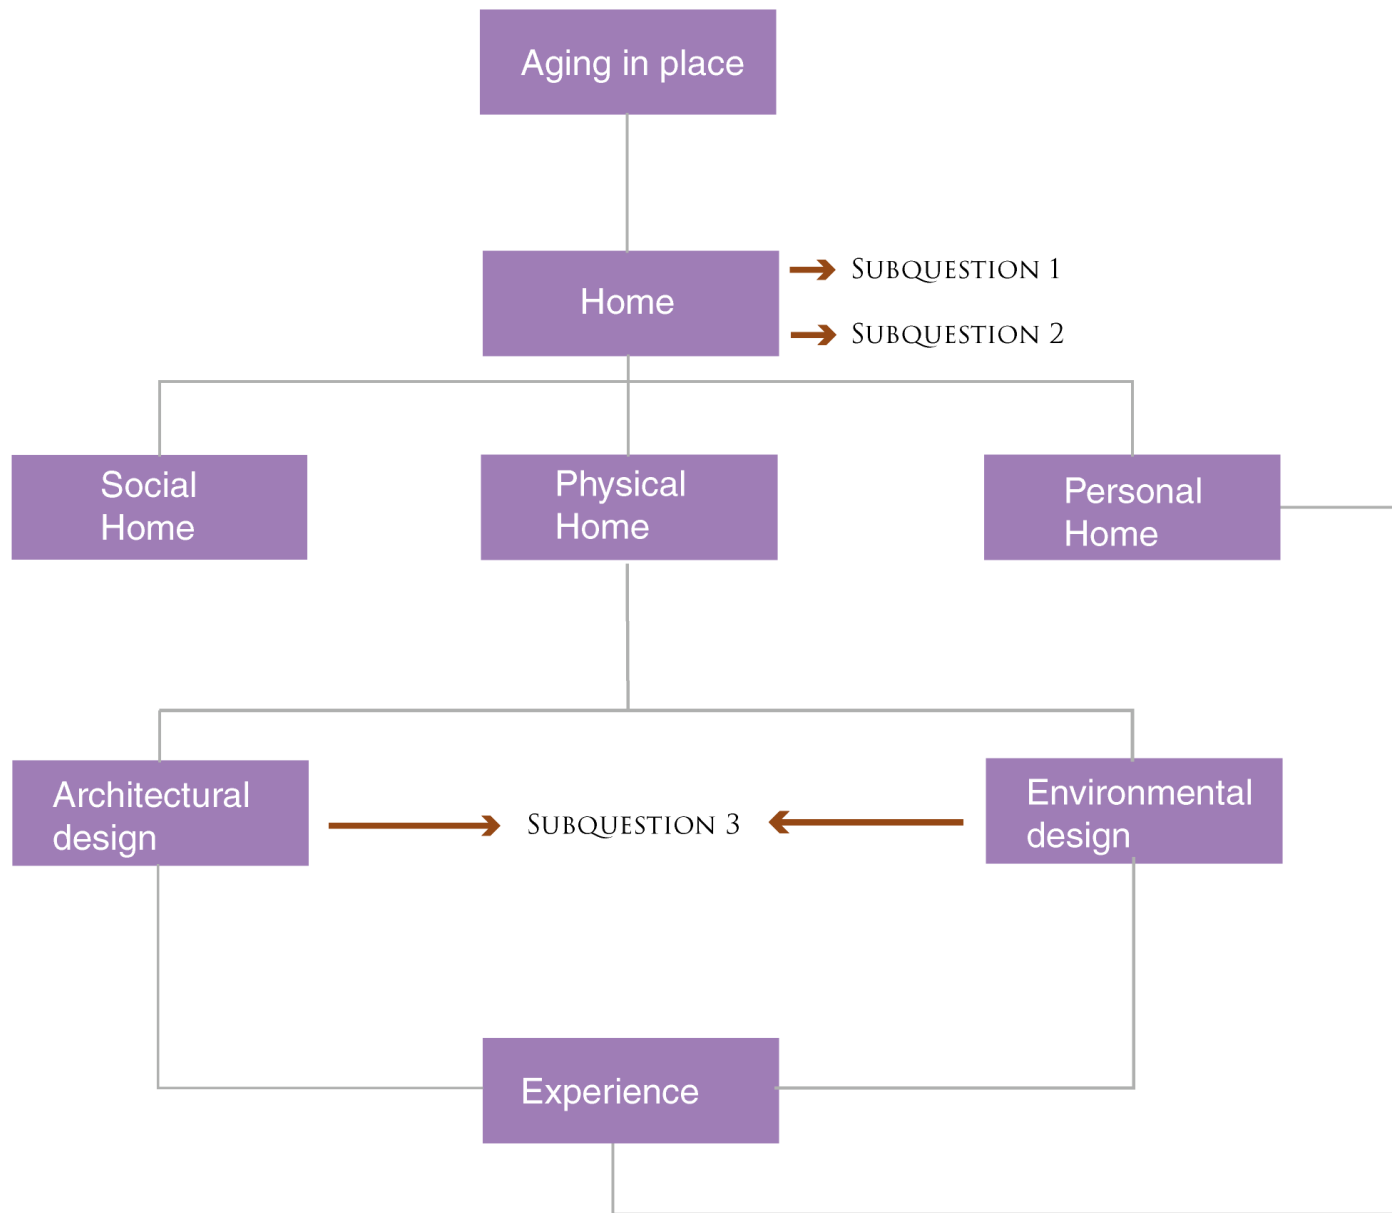 Aging in place
Home
Subquestion 1
Subquestion 2
Social
Home
Physical
Home
Personal
Home
Architectural
design
Subquestion 3
Environmental
design
Experience